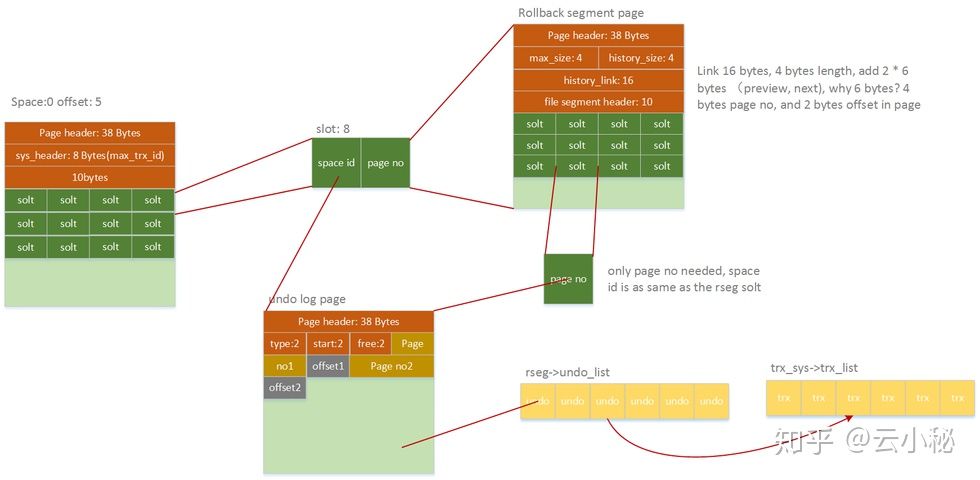 Space:0 offset: 5
Page header: 38 Bytes
sys_header: 8 Bytes(max_trx_id)
10bytes
solt solt solt solt
solt solt solt solt
solt solt solt solt
slot: 8
space id page no
Rollback segment page
Page header: 38 Bytes
max_size: 4 history_size: 4
history_link: 16
file segment header: 10
solt solt solt solt
solt solt solt solt
solt solt solt solt
Link 16 bytes, 4 bytes length, add 2 * 6
bytes （preview, next), why 6 bytes? 4
bytes page no, and 2 bytes offset in page
page no
only page no needed, space
id is as same as the rseg solt
undo log page
Page header: 38 Bytes
type:2 start:2 free:2 Page
no1 offset1 Page no2
offset2
rseg->undo_list
undo undo undo undo undo undo
trx_sys->trx_list
trx trx trx trx trx trx
知乎 @云小秘